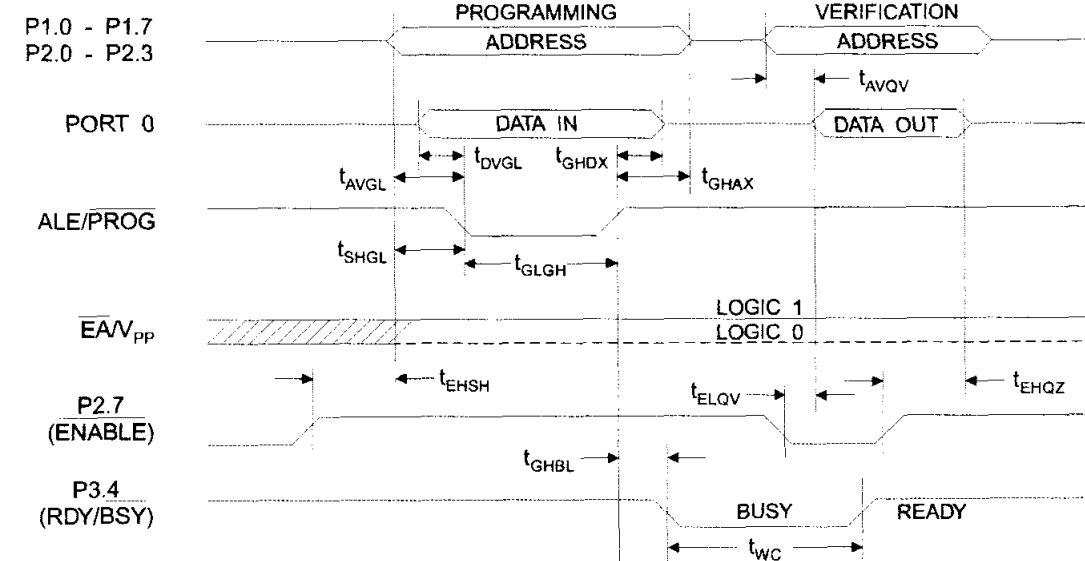 PROGRAMMING VERIFICATION
P1.0 - P1.7
P2.0 - P2.3
ADDRESS ADDRESS
tAVQV
PORT 0 DATA IN DATA OUT
tDVGL tGHDX
tAVGL tGHAX
ALE/PROG
tSHGL
tGLGH
LOGIC 1
EA/VPP
LOGIC 0
tEHSH tELQV tEHQZ
P2.7
(ENABLE)
tGHBL
P3.4
(RDY/BSY)
BUSY READY
tWC